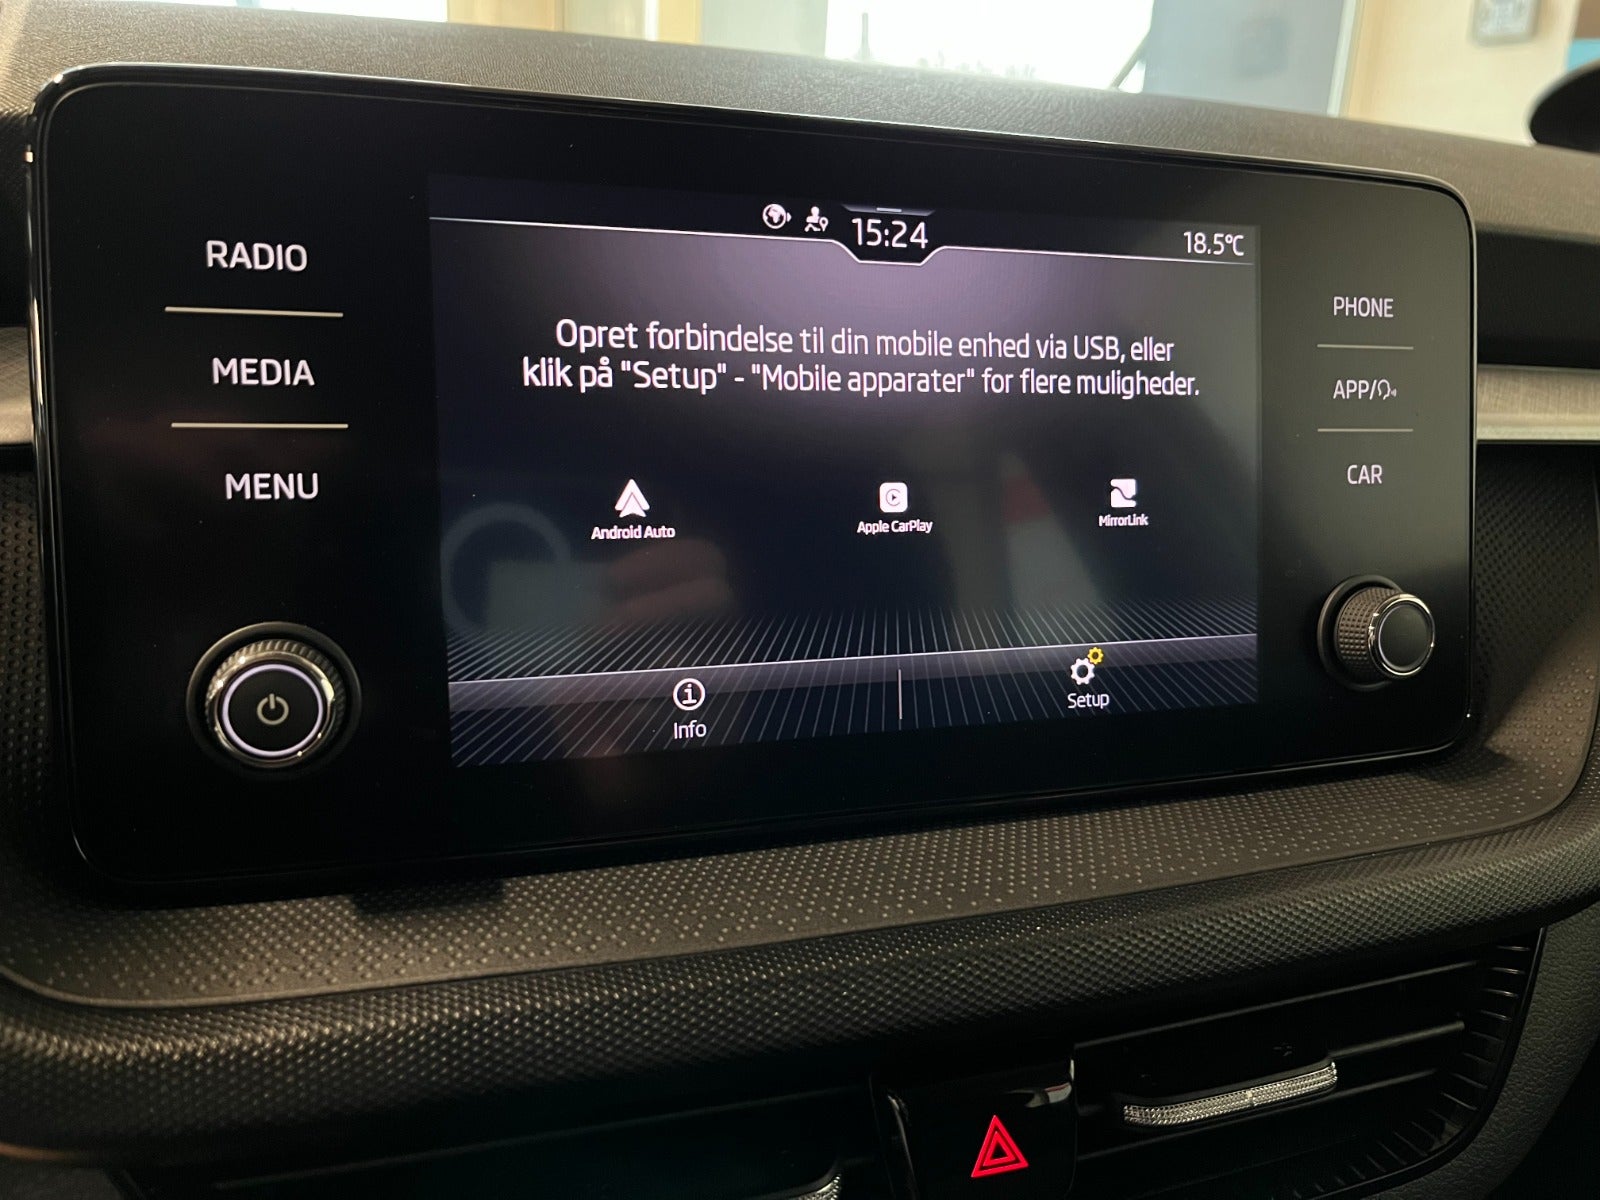 15:24
18.5°C
RADIO
MEDIA
MENU
Opret forbindelse til din mobile enhed via USB, eller
klik på "Setup" - "Mobile apparater" for flere muligheder.
Android Auto
Apple CarPlay
MirrorLink
Info
Setup
PHONE
APP/
CAR